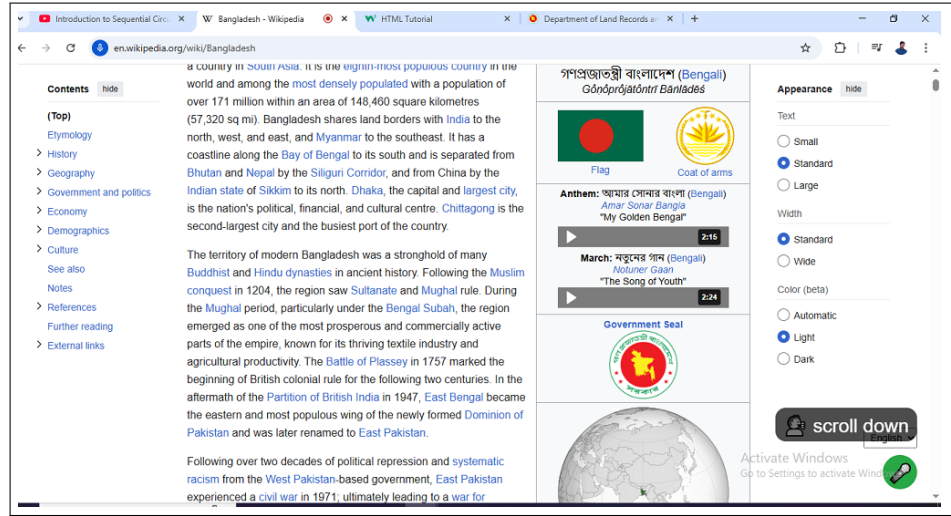 Introduction to Sequential Circ
Bangladesh - Wikipedia
HTML Tutorial
Department of Land Records
en.wikipedia.org/wiki/Bangladesh
Contents hide
(Top)
Etymology
History
Geography
Government and politics
Economy
Demographics
Culture
See also
Notes
References
Further reading
External links
a country in South Asia. It is the eighth-most populous country in the
world and among the most densely populated with a population of
over 171 million within an area of 148,460 square kilometres
(57,320 sq mi). Bangladesh shares land borders with India to the
north, west, and east, and Myanmar to the southeast. It has a
coastline along the Bay of Bengal to its south and is separated from
Bhutan and Nepal by the Siliguri Corridor, and from China by the
Indian state of Sikkim to its north. Dhaka, the capital and largest city,
is the nation's political, financial, and cultural centre. Chittagong is the
second-largest city and the busiest port of the country.
The territory of modern Bangladesh was a stronghold of many
Buddhist and Hindu dynasties in ancient history. Following the Muslim
conquest in 1204, the region saw Sultanate and Mughal rule. During
the Mughal period, particularly under the Bengal Subah, the region
emerged as one of the most prosperous and commercially active
parts of the empire, known for its thriving textile industry and
agricultural productivity. The Battle of Plassey in 1757 marked the
beginning of British colonial rule for the following two centuries. In the
aftermath of the Partition of British India in 1947, East Bengal became
the eastern and most populous wing of the newly formed Dominion of
Pakistan and was later renamed to East Pakistan.
Following over two decades of political repression and systematic
racism from the West Pakistan-based government, East Pakistan
experienced a civil war in 1971; ultimately leading to a war for
গণপ্রজাতন্ত্রী বাংলাদেশ (Bengali)
Gônôprôjātôntrī Bānlādēś
Flag
Coat of arms
Anthem: আমার সোনার বাংলা (Bengali)
Amar Sonar Bangla
"My Golden Bengal"
2:15
March: নতুনের গান (Bengali)
Notuner Gaan
"The Song of Youth"
2:24
Government Seal
Appearance hide
Text
Small
Standard
Large
Width
Standard
Wide
Color (beta)
Automatic
Light
Dark
scroll down
English
Activate Windows
Go to Settings to activate Windows